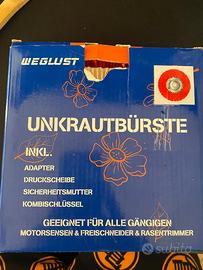 WEGLUST
UNKRAUTBÜRSTE
INKL.
ADAPTER
DRUCKSCHEIBE
SICHERHEITSMUTTER
KOMBISCHLÜSSEL
GEEIGNET FÜR ALLE GÄNGIGEN
MOTORSENSEN & FREISCHNEIDER & RASENTRIMMER
subito